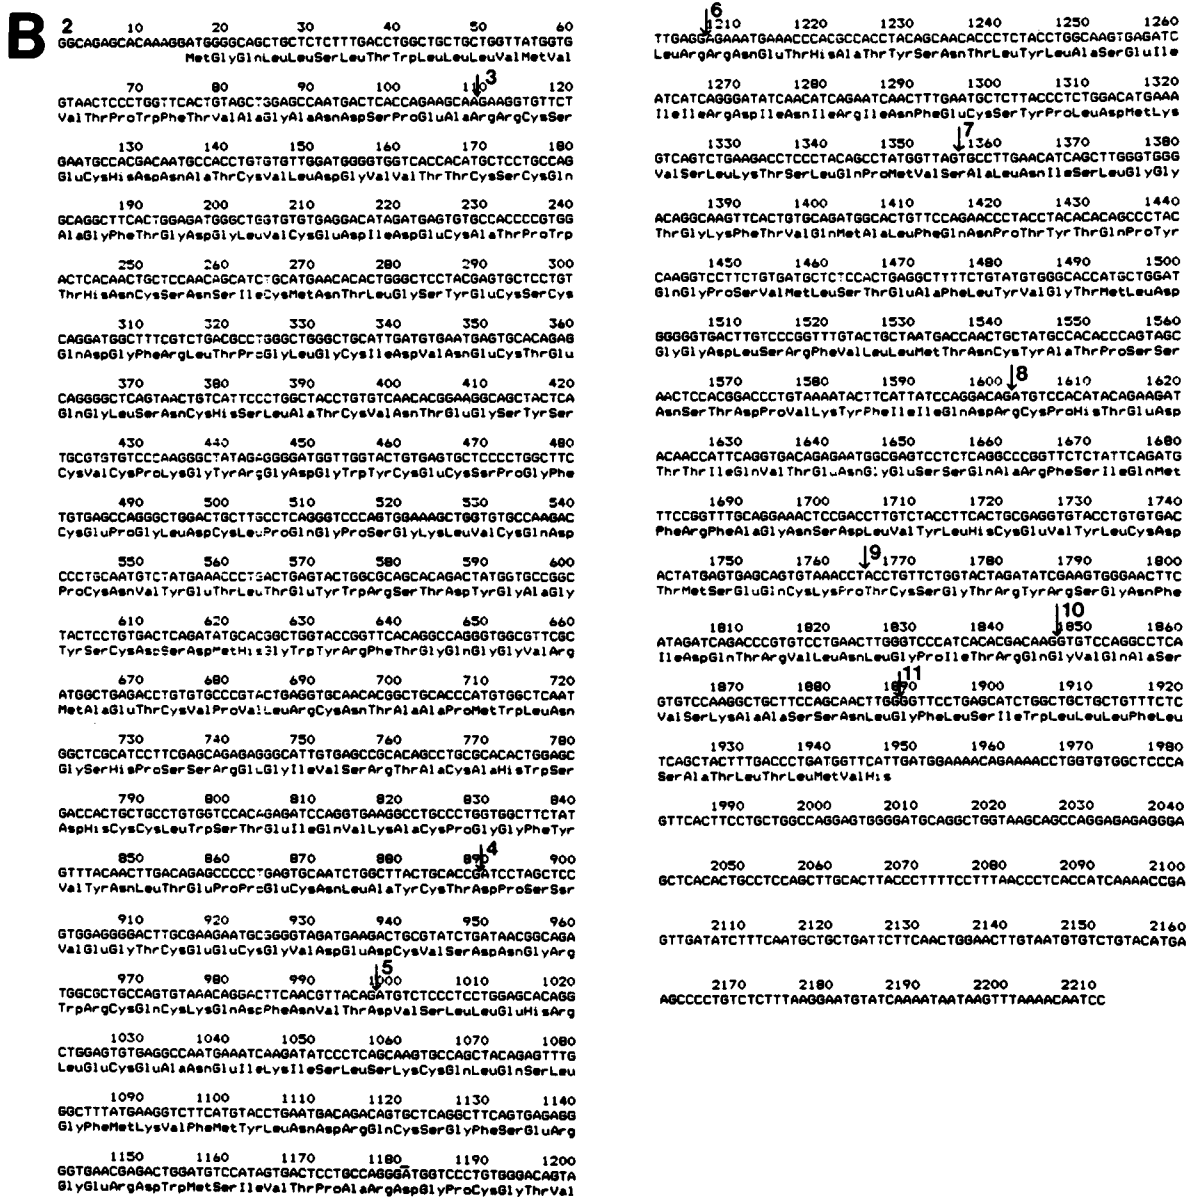 B
2 10 20 30 40 50 60
GGCAGAGCACAAAGGATGGGGCAGCTGCTCTCTTTGACCTGGCTGCTGCTGGTTATGGTG
MetGlyGlnLeuLeuSerLeuThrTrpLeuLeuLeuValMetVal
70 80 90 100 110 120 3
GTAACTCCCTGGTTCACTGTAGCTGGAGCCAATGACTCACCAGAAGCAAGAAGGTGTTCT
ValThrProTrpPheThrValAlaGlyAlaAsnAspSerProGluAlaArgArgCysSer
130 140 150 160 170 180
GAATGCCACGACAATGCCACCTGTGTGTTGGATGGGGTGGTCACCACATGCTCCTGCCAG
GluCysHisAspAsnAlaThrCysValLeuAspGlyValValThrThrCysSerCysGln
190 200 210 220 230 240
GCAGGCTTCACTGGAGATGGGCTGGTGTGTGAGGACATAGATGAGTGTGCCACCCCGTGG
AlaGlyPheThrGlyAspGlyLeuValCysGluAspIleAspGluCysAlaThrProTrp
250 260 270 280 290 300
ACTCACAACTGCTCCAACAGCATCTGCATGAACACACTGGGCTCCTACGAGTGCTCCTGT
ThrHisAsnCysSerAsnSerIleCysMetAsnThrLeuGlySerTyrGluCysSerCys
310 320 330 340 350 360
CAGGATGGCTTTCGTCTGACGCCTGGGCTGGGCTGCATTGATGTGAATGAGTGCACAGAG
GlnAspGlyPheArgLeuThrProGlyLeuGlyCysIleAspValAsnGluCysThrGlu
370 380 390 400 410 420
CAGGGGCTCAGTAACTGTCATTCCCTGGCTACCTGTGTCAACACGGAAGGCAGCTACTCA
GlnGlyLeuSerAsnCysHisSerLeuAlaThrCysValAsnThrGluGlySerTyrSer
430 440 450 460 470 480
TGCGTGTGTCCCAAGGGCTATAGAGGGGATGGTTGGTACTGTGAGTGCTCCCCTGGCTTC
CysValCysProLysGlyTyrArgGlyAspGlyTrpTyrCysGluCysSerProGlyPhe
490 500 510 520 530 540
TGTGAGCCAGGGCTGGACTGCTTGCCTCAGGGTCCCAGTGGAAAGCTGGTGTGCCAAGAC
CysGluProGlyLeuAspCysLeuProGlnGlyProSerGlyLysLeuValCysGlnAsp
550 560 570 580 590 600
CCCTGCAATGTCTATGAAACCCTGACTGAGTACTGGCGCAGCACAGACTATGGTGCCGGC
ProCysAsnValTyrGluThrLeuThrGluTyrTrpArgSerThrAspTyrGlyAlaGly
610 620 630 640 650 660
TACTCCTGTGACTCAGATATGCACGGCTGGTACCGGTTCACAGGCCAGGGTGGCGTTCGC
TyrSerCysAspSerAspMetHisGlyTrpTyrArgPheThrGlyGlnGlyGlyValArg
670 680 690 700 710 720
ATGGCTGAGACCTGTGTGCCCGTACTGAGGTGCAACACGGCTGCACCCATGTGGCTCAAT
MetAlaGluThrCysValProValLeuArgCysAsnThrAlaAlaProMetTrpLeuAsn
730 740 750 760 770 780
GGCTCGCATCCTTCGAGCAGAGAGGGCATTGTGAGCCGCACAGCCTGCGCACACTGGAGC
GlySerHisProSerSerArgGluGlyIleValSerArgThrAlaCysAlaHisTrpSer
790 800 810 820 830 840
GACCACTGCTGCCTGTGGTCCACAGAGATCCAGGTGAAGGCCTGCCCTGGTGGCTTCTAT
AspHisCysCysLeuTrpSerThrGluIleGlnValLysAlaCysProGlyGlyPheTyr
850 860 870 880 890 900 4
GTTTACAACTTGACAGAGCCCCCTGAGTGCAATCTGGCTTACTGCACCGATCCTAGCTCC
ValTyrAsnLeuThrGluProProGluCysAsnLeuAlaTyrCysThrAspProSerSer
910 920 930 940 950 960
GTGGAGGGGACTTGCGAAGAATGCGGGGTAGATGAAGACTGCGTATCTGATAACGGCAGA
ValGluGlyThrCysGluGluCysGlyValAspGluAspCysValSerAspAsnGlyArg
970 980 990 1000 1010 1020 5
TGGCGCTGCCAGTGTAAACAGGACTTCAACGTTACAGATGTCTCCCTCCTGGAGCACAGG
TrpArgCysGlnCysLysGlnAspPheAsnValThrAspValSerLeuLeuGluHisArg
1030 1040 1050 1060 1070 1080
CTGGAGTGTGAGGCCAATGAAATCAAGATATCCCTCAGCAAGTGCCAGCTACAGAGTTTG
LeuGluCysGluAlaAsnGluIleLysIleSerLeuSerLysCysGlnLeuGlnSerLeu
1090 1100 1110 1120 1130 1140
GGCTTTATGAAGGTCTTCATGTACCTGAATGACAGACAGTGCTCAGGCTTCAGTGAGAGG
GlyPheMetLysValPheMetTyrLeuAsnAspArgGlnCysSerGlyPheSerGluArg
1150 1160 1170 1180 1190 1200
GGTGAACGAGACTGGATGTCCATAGTGACTCCTGCCAGGGATGGTCCCTGTGGGACAGTA
GlyGluArgAspTrpMetSerIleValThrProAlaArgAspGlyProCysGlyThrVal
6 1210 1220 1230 1240 1250 1260
TTGAGGAGAAATGAAACCCACGCCACCTACAGCAACACCCTCTACCTGGCAAGTGAGATC
LeuArgArgAsnGluThrHisAlaThrTyrSerAsnThrLeuTyrLeuAlaSerGluIle
1270 1280 1290 1300 1310 1320
ATCATCAGGGATATCAACATCAGAATCAACTTTGAATGCTCTTACCCTCTGGACATGAAA
IleIleArgAspIleAsnIleArgIleAsnPheGluCysSerTyrProLeuAspMetLys
1330 1340 1350 7 1360 1370 1380
GTCAGTCTGAAGACCTCCCTACAGCCTATGGTTAGTGCCTTGAACATCAGCTTGGGTGGG
ValSerLeuLysThrSerLeuGlnProMetValSerAlaLeuAsnIleSerLeuGlyGly
1390 1400 1410 1420 1430 1440
ACAGGCAAGTTCACTGTGCAGATGGCACTGTTCCAGAACCCTACCTACACACAGCCCTAC
ThrGlyLysPheThrValGlnMetAlaLeuPheGlnAsnProThrTyrThrGlnProTyr
1450 1460 1470 1480 1490 1500
CAAGGTCCTTCTGTGATGCTCTCCACTGAGGCTTTTCTGTATGTGGGCACCATGCTGGAT
GlnGlyProSerValMetLeuSerThrGluAlaPheLeuTyrValGlyThrMetLeuAsp
1510 1520 1530 1540 1550 1560
GGGGGTGACTTGTCCCGGTTTGTACTGCTAATGACCAACTGCTATGCCACACCCAGTAGC
GlyGlyAspLeuSerArgPheValLeuLeuMetThrAsnCysTyrAlaThrProSerSer
1570 1580 1590 1600 8 1610 1620
AACTCCACGGACCCTGTAAAATACTTCATTATCCAGGACAGATGTCCACATACAGAAGAT
AsnSerThrAspProValLysTyrPheIleIleGlnAspArgCysProHisThrGluAsp
1630 1640 1650 1660 1670 1680
ACAACCATTCAGGTGACAGAGAATGGCGAGTCCTCTCAGGCCCGGTTCTCTATTCAGATG
ThrThrIleGlnValThrGluAsnGlyGluSerSerGlnAlaArgPheSerIleGlnMet
1690 1700 1710 1720 1730 1740
TTCCGGTTTGCAGGAAACTCCGACCTTGTCTACCTTCACTGCGAGGTGTACCTGTGTGAC
PheArgPheAlaGlyAsnSerAspLeuValTyrLeuHisCysGluValTyrLeuCysAsp
1750 1760 9 1770 1780 1790 1800
ACTATGAGTGAGCAGTGTAAACCTACCTGTTCTGGTACTAGATATCGAAGTGGGAACTTC
ThrMetSerGluGlnCysLysProThrCysSerGlyThrArgTyrArgSerGlyAsnPhe
1810 1820 1830 1840 10 1850 1860
ATAGATCAGACCCGTGTCCTGAACTTGGGTCCCATCACACGACAAGGTGTCCAGGCCTCA
IleAspGlnThrArgValLeuAsnLeuGlyProIleThrArgGlnGlyValGlnAlaSer
1870 1880 1890 11 1900 1910 1920
GTGTCCAAGGCTGCTTCCAGCAACTTGGGGTTCCTGAGCATCTGGCTGCTGCTGTTTCTC
ValSerLysAlaAlaSerSerAsnLeuGlyPheLeuSerIleTrpLeuLeuLeuPheLeu
1930 1940 1950 1960 1970 1980
TCAGCTACTTTGACCCTGATGGTTCATTGATGGAAAACAGAAAACCTGGTGTGGCTCCCA
SerAlaThrLeuThrLeuMetValHis
1990 2000 2010 2020 2030 2040
GTTCACTTCCTGCTGGCCAGGAGTGGGGATGCAGGCTGGTAAGCAGCCAGGAGAGAGGGA
2050 2060 2070 2080 2090 2100
GCTCACACTGCCTCCAGCTTGCACTTACCCTTTTCCTTTAACCCTCACCATCAAAACCGA
2110 2120 2130 2140 2150 2160
GTTGATATCTTTCAATGCTGCTGATTCTTCAACTGGAACTTGTAATGTGTCTGTACATGA
2170 2180 2190 2200 2210
AGCCCCTGTCTCTTTAAGGAATGTATCAAAATAATAAGTTTAAAACAATCC